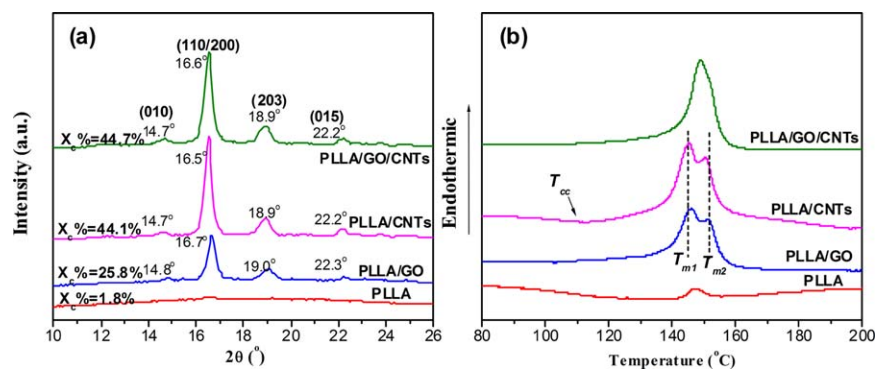 (a)
(110/200)
16.6°
(010)
(203)
(015)
X_c%=44.7%
14.7°
18.9°
22.2°
PLLA/GO/CNTs
16.5°
X_c%=44.1%
14.7°
18.9°
22.2°
PLLA/CNTs
16.7°
X_c%=25.8%
14.8°
19.0°
22.3°
PLLA/GO
X_c%=1.8%
PLLA
Intensity (a.u.)
10 12 14 16 18 20 22 24 26
2θ (°)
(b)
Endothermic
PLLA/GO/CNTs
T_cc
PLLA/CNTs
T_m1 T_m2
PLLA/GO
PLLA
80 100 120 140 160 180 200
Temperature (°C)